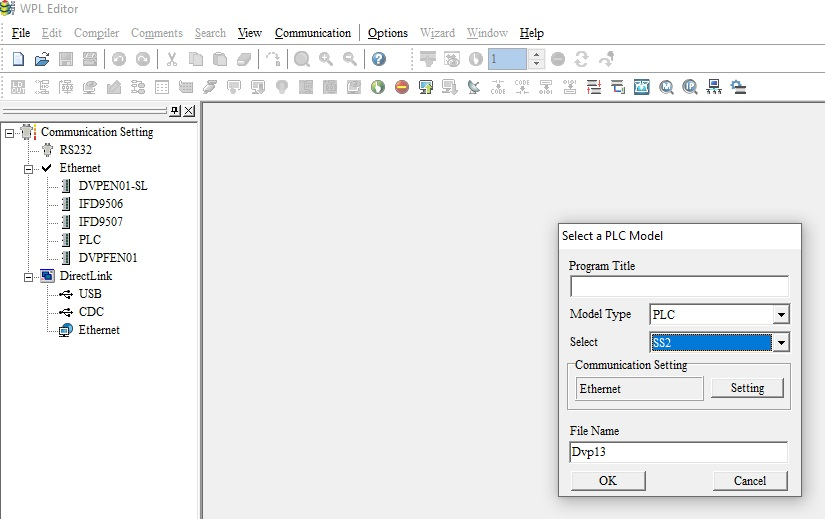 WPL Editor
File Edit Compiler Comments Search View Communication Options Wizard Window Help
1
CODE CODE
Communication Setting
RS232
Ethernet
DVPEN01-SL
IFD9506
IFD9507
PLC
DVPFEN01
DirectLink
USB
CDC
Ethernet
Select a PLC Model
Program Title
Model Type PLC
Select SS2
Communication Setting
Ethernet Setting
File Name
Dvp13
OK Cancel